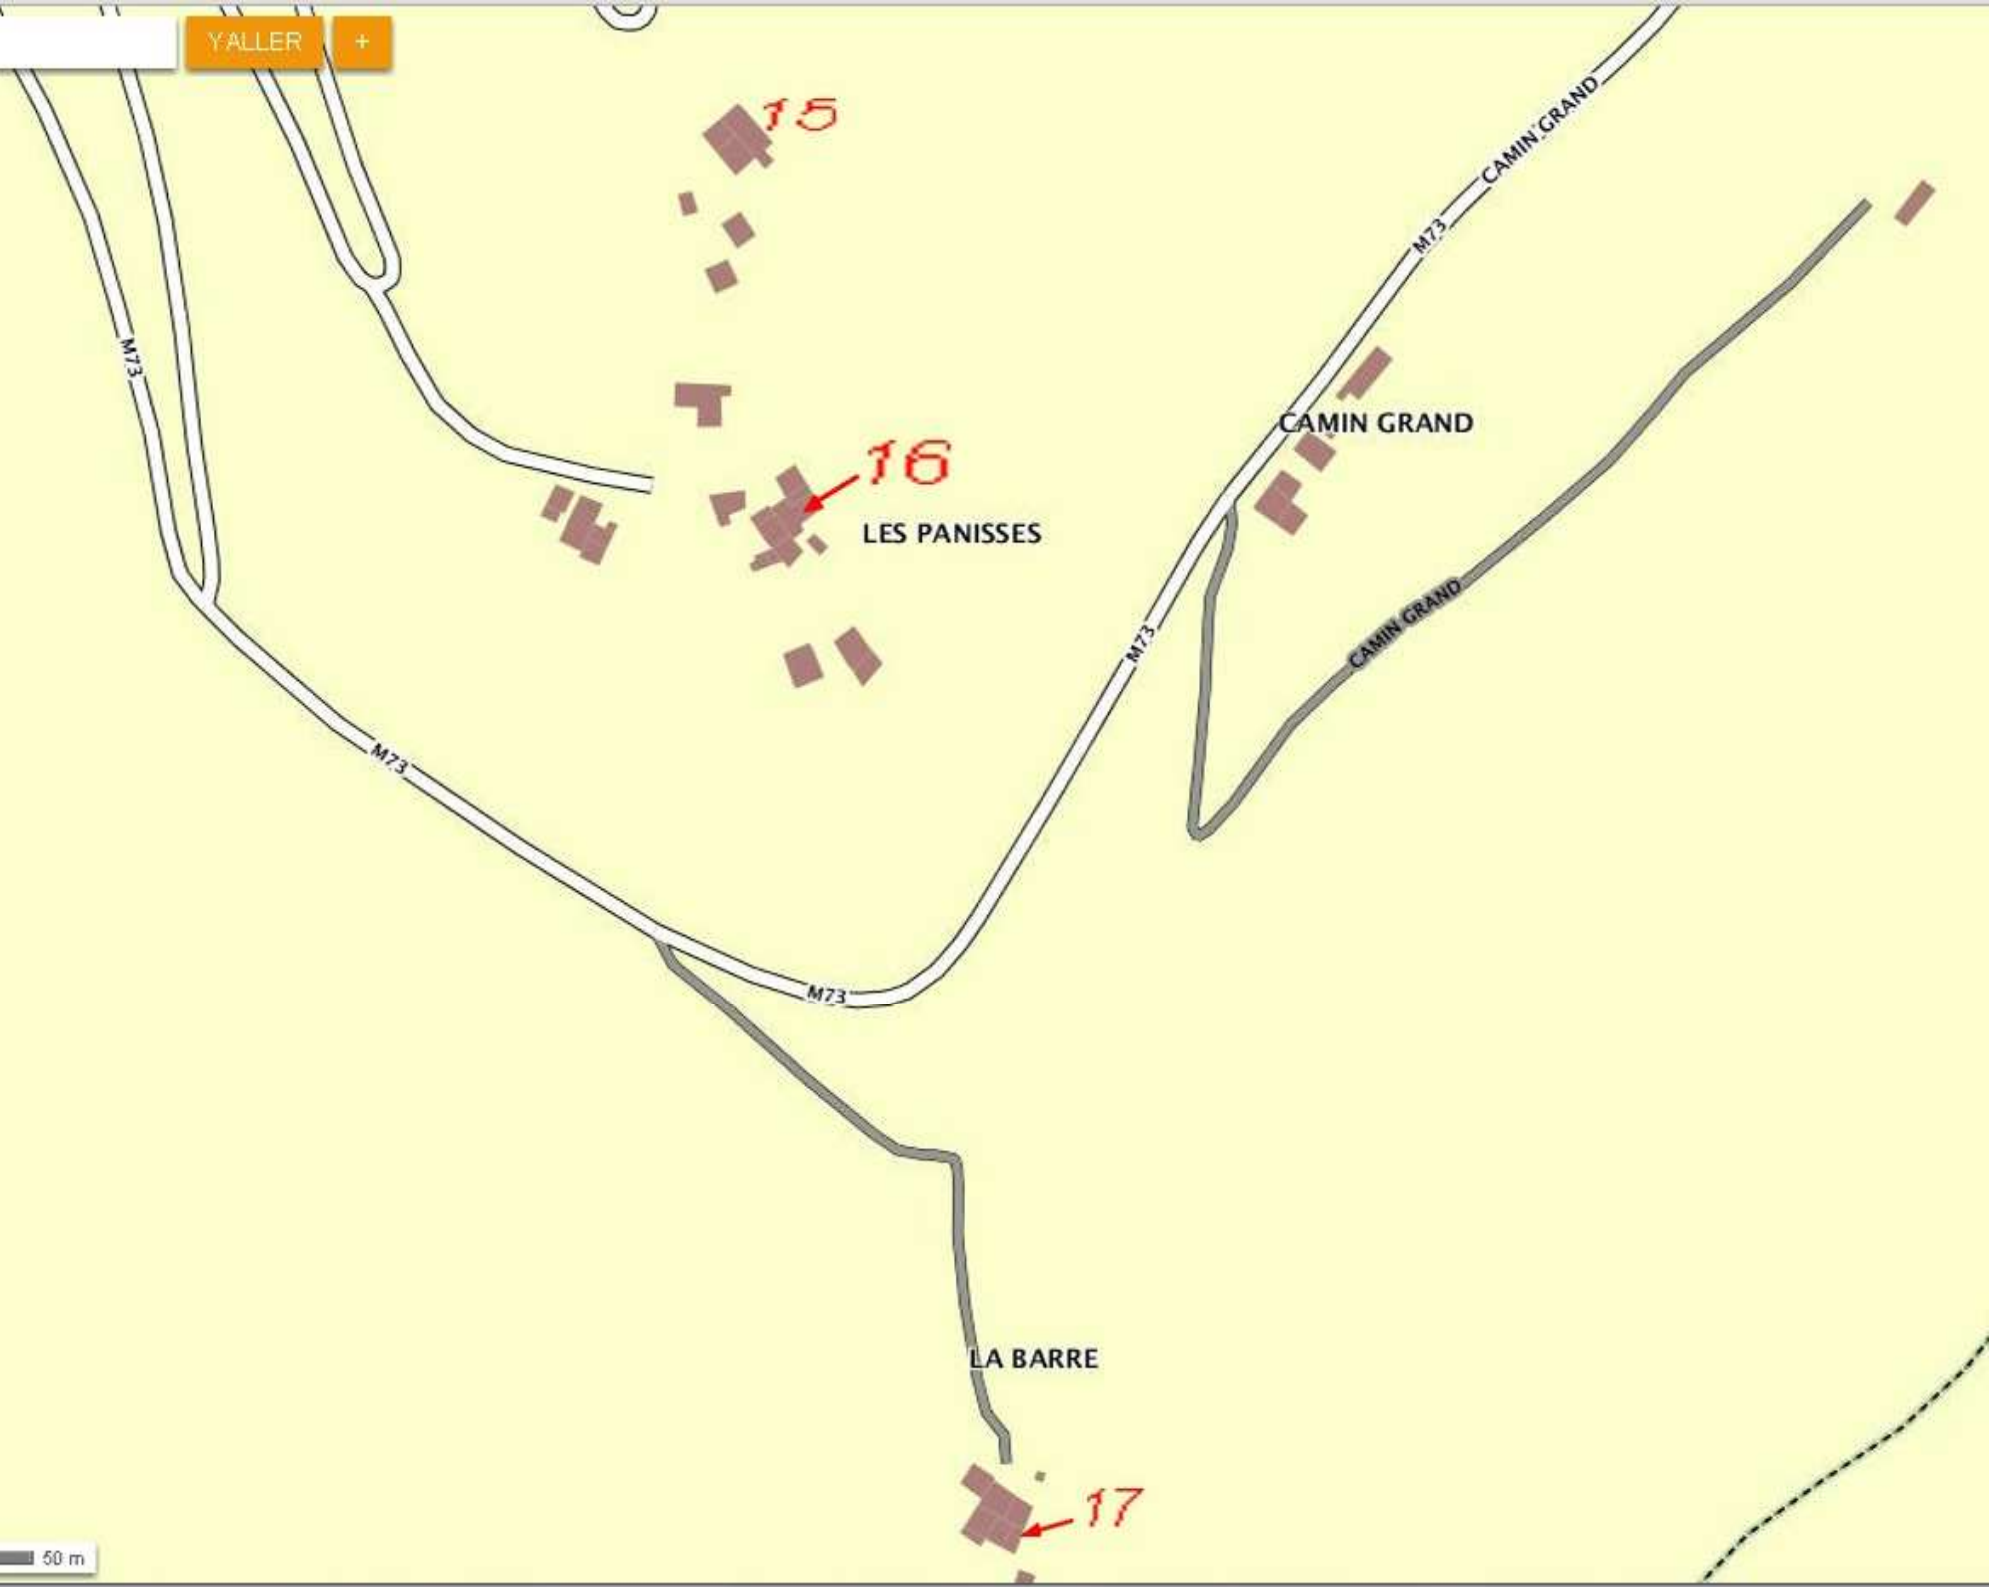 Y ALLER +
15
CAMIN GRAND
M73
M73
CAMIN GRAND
16
LES PANISSES
CAMIN GRAND
M73
M73
M73
LA BARRE
17
50 m